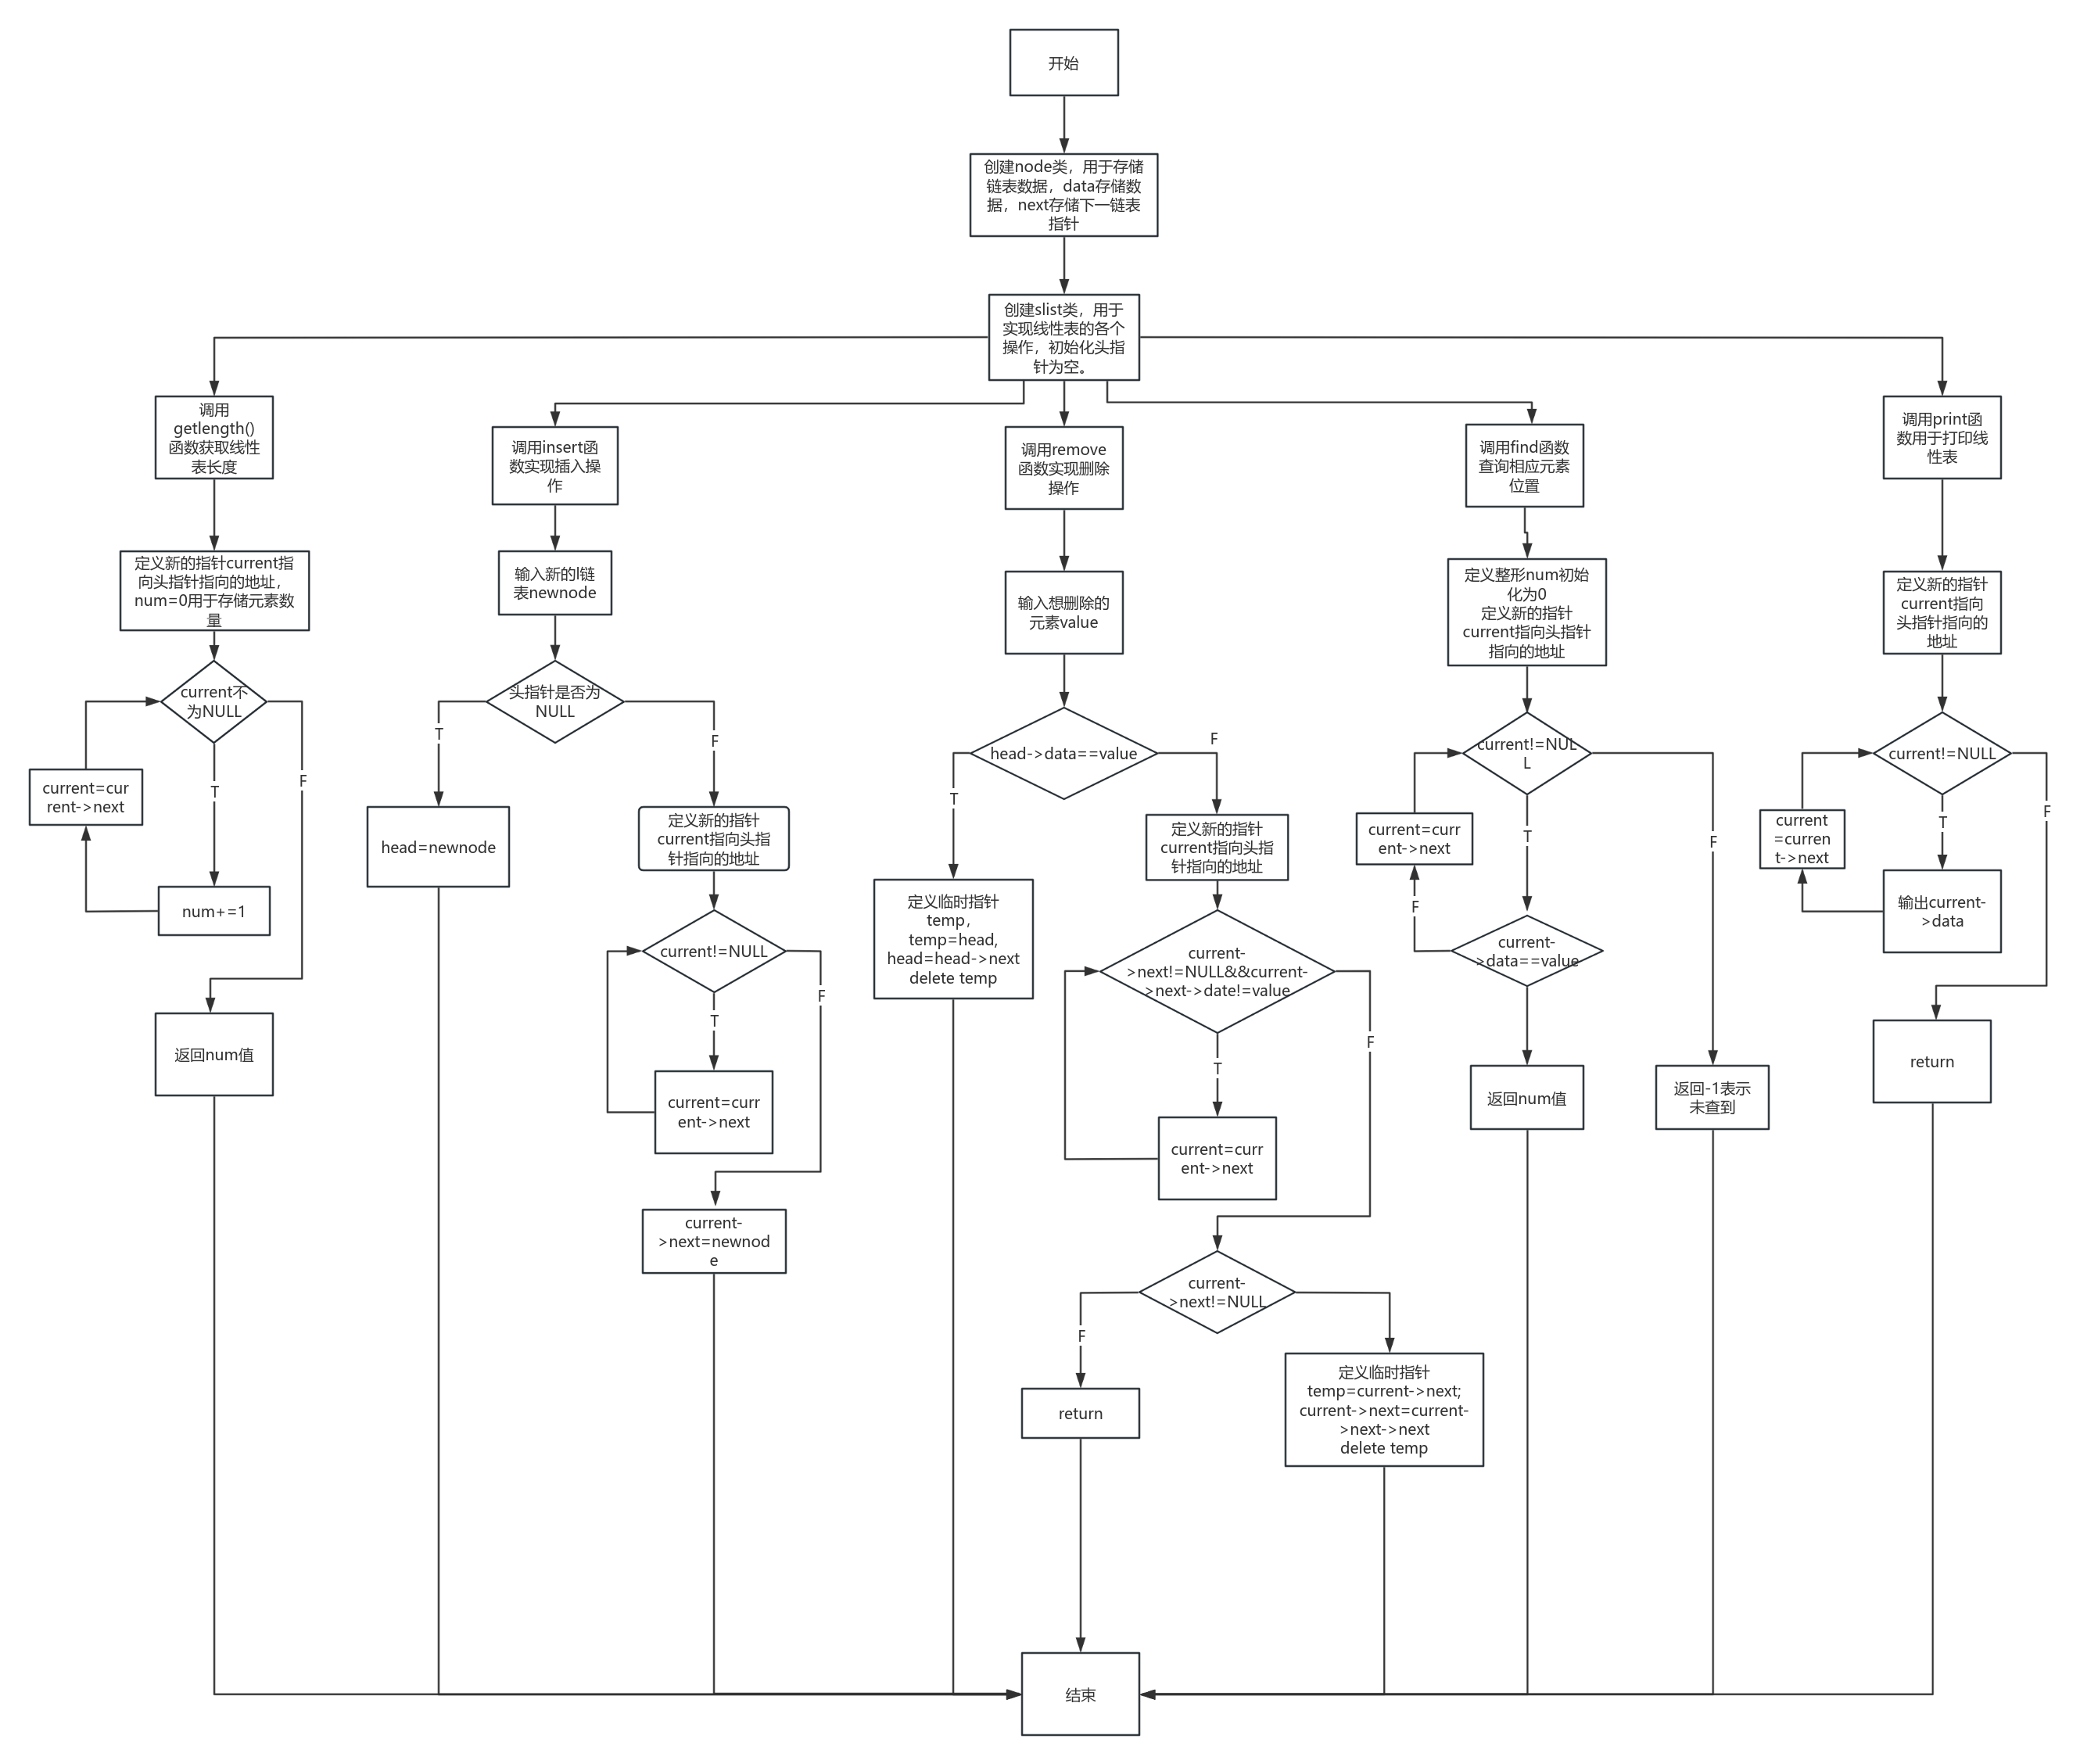 开始
创建node类，用于存储
链表数据，data存储数
据，next存储下一链表
指针
创建slist类，用于
实现线性表的各个
操作，初始化头指
针为空。
调用
getlength()
函数获取线性
表长度
定义新的指针current指
向头指针指向的地址，
num=0用于存储元素数
量
current不
为NULL
T
F
current=cur
rent->next
num+=1
返回num值
调用insert函
数实现插入操
作
输入新的l链
表newnode
头指针是否为
NULL
T
F
head=newnode
定义新的指针
current指向头指
针指向的地址
current!=NULL
T
F
current=curr
ent->next
current-
>next=newnod
e
调用remove
函数实现删除
操作
输入想删除的
元素value
head->data==value
T
F
定义临时指针
temp，
temp=head,
head=head->next
delete temp
定义新的指针
current指向头指
针指向的地址
current-
>next!=NULL&&current-
>next->date!=value
T
F
current=curr
ent->next
current-
>next!=NULL
F
return
定义临时指针
temp=current->next;
current->next=current-
>next->next
delete temp
调用find函数
查询相应元素
位置
定义整形num初始
化为0
定义新的指针
current指向头指针
指向的地址
current!=NUL
L
T
F
current=curr
ent->next
F
current-
>data==value
返回num值
返回-1表示
未查到
调用print函
数用于打印线
性表
定义新的指针
current指向
头指针指向的
地址
current!=NULL
T
F
current
=curren
t->next
输出current-
>data
return
结束